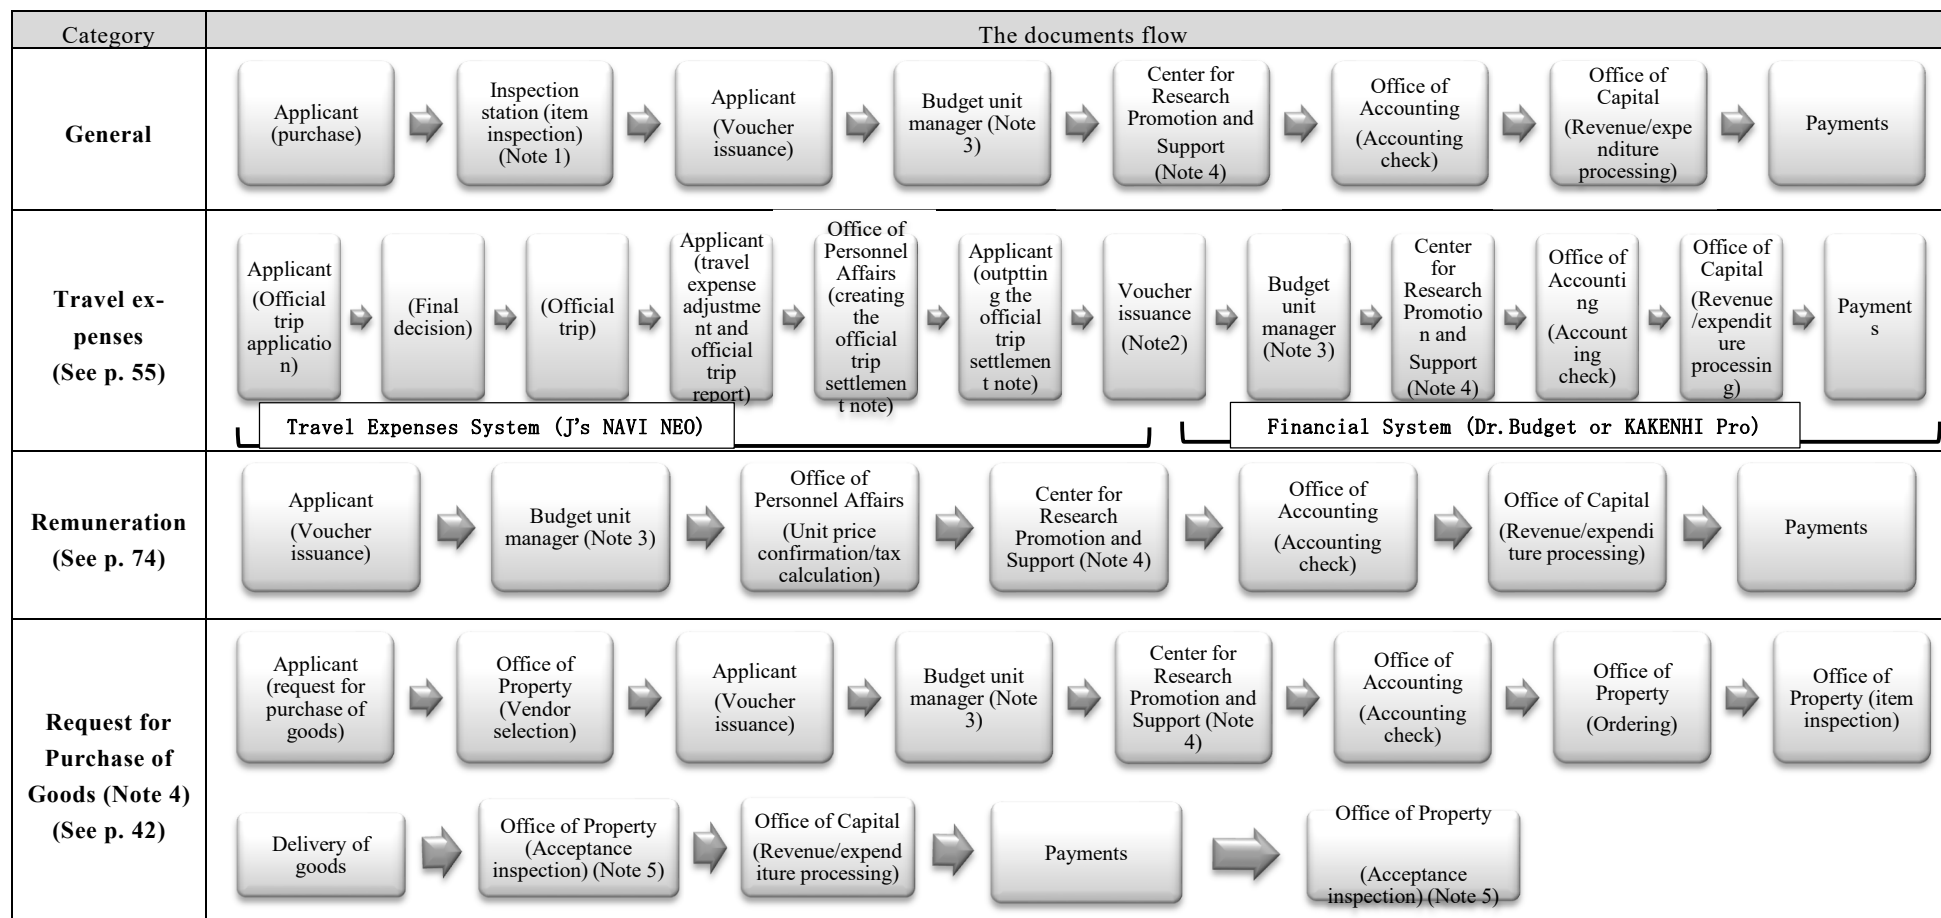 Category
The documents flow
General
Applicant
(purchase)
Inspection
station (item
inspection)
(Note 1)
Applicant
(Voucher
issuance)
Budget unit
manager (Note
3)
Center for
Research
Promotion and
Support
(Note 4)
Office of
Accounting
(Accounting
check)
Office of
Capital
(Revenue/expe
nditure
processing)
Payments
Travel ex-
penses
(See p. 55)
Applicant
(Official
trip
applicatio
n)
(Final
decision)
(Official
trip)
Applicant
(travel
expense
adjustme
nt and
official
trip
report)
Office of
Personnel
Affairs
(creating
the
official
trip
settlemen
t note)
Applicant
(outpttin
g the
official
trip
settlemen
t note)
Voucher
issuance
(Note2)
Budget
unit
manager
(Note 3)
Center
for
Research
Promotio
n and
Support
(Note 4)
Office of
Accounti
ng
(Account
ing
check)
Office of
Capital
(Revenue
/expendit
ure
processin
g)
Payment
s
Travel Expenses System (J's NAVI NEO)
Financial System (Dr.Budget or KAKENHI Pro)
Remuneration
(See p. 74)
Applicant
(Voucher
issuance)
Budget unit
manager (Note 3)
Office of
Personnel Affairs
(Unit price
confirmation/tax
calculation)
Center for
Research
Promotion and
Support (Note 4)
Office of
Accounting
(Accounting
check)
Office of Capital
(Revenue/expendi
ture processing)
Payments
Request for
Purchase of
Goods (Note 4)
(See p. 42)
Applicant
(request for
purchase of
goods)
Office of
Property
(Vendor
selection)
Applicant
(Voucher
issuance)
Budget unit
manager (Note
3)
Center for
Research
Promotion and
Support (Note
4)
Office of
Accounting
(Accounting
check)
Office of
Property
(Ordering)
Office of
Property (item
inspection)
Delivery of
goods
Office of Property
(Acceptance
inspection) (Note 5)
Office of Capital
(Revenue/expend
iture processing)
Payments
Office of Property
(Acceptance
inspection) (Note 5)